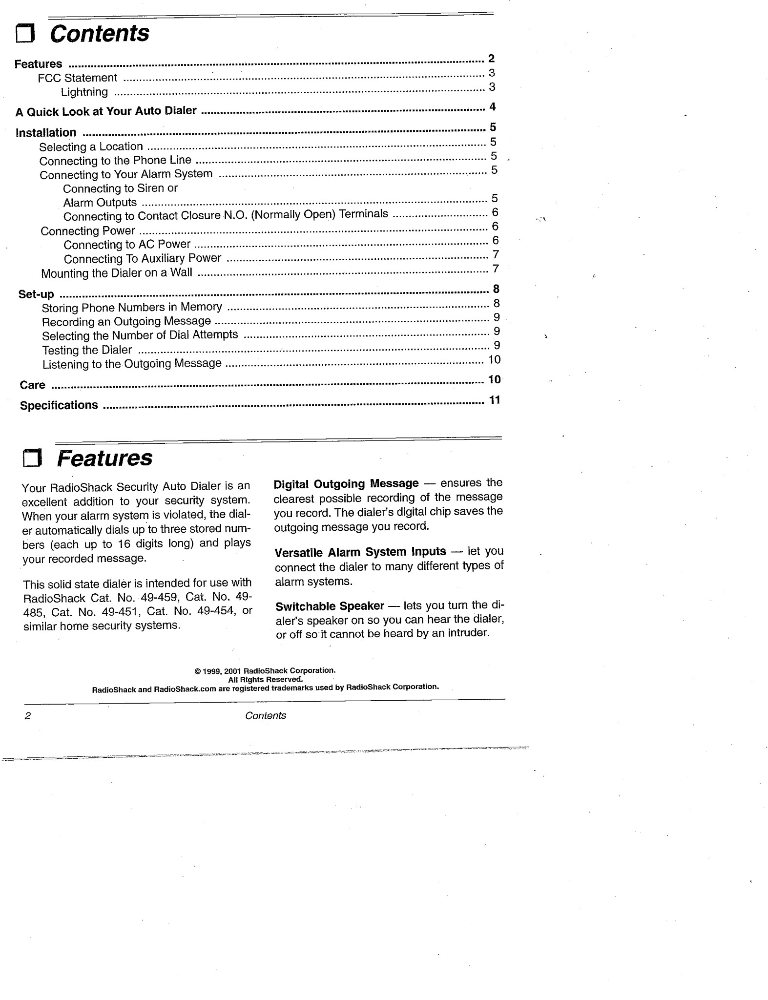 Contents
Features ........ 2
FCC Statement ........ 3
Lightning ........ 3
A Quick Look at Your Auto Dialer ........ 4
Installation ........ 5
Selecting a Location ........ 5
Connecting to the Phone Line ........ 5
Connecting to Your Alarm System ........ 5
Connecting to Siren or
Alarm Outputs ........ 5
Connecting to Contact Closure N.O. (Normally Open) Terminals ........ 6
Connecting Power ........ 6
Connecting to AC Power ........ 6
Connecting To Auxiliary Power ........ 7
Mounting the Dialer on a Wall ........ 7
Set-up ........ 8
Storing Phone Numbers in Memory ........ 8
Recording an Outgoing Message ........ 9
Selecting the Number of Dial Attempts ........ 9
Testing the Dialer ........ 9
Listening to the Outgoing Message ........ 10
Care ........ 10
Specifications ........ 11
Features
Your RadioShack Security Auto Dialer is an
excellent addition to your security system.
When your alarm system is violated, the dial-
er automatically dials up to three stored num-
bers (each up to 16 digits long) and plays
your recorded message.
This solid state dialer is intended for use with
RadioShack Cat. No. 49-459, Cat. No. 49-
485, Cat. No. 49-451, Cat. No. 49-454, or
similar home security systems.
Digital Outgoing Message — ensures the
clearest possible recording of the message
you record. The dialer's digital chip saves the
outgoing message you record.
Versatile Alarm System Inputs — let you
connect the dialer to many different types of
alarm systems.
Switchable Speaker — lets you turn the di-
aler's speaker on so you can hear the dialer,
or off so it cannot be heard by an intruder.
© 1999, 2001 RadioShack Corporation.
All Rights Reserved.
RadioShack and RadioShack.com are registered trademarks used by RadioShack Corporation.
2 Contents